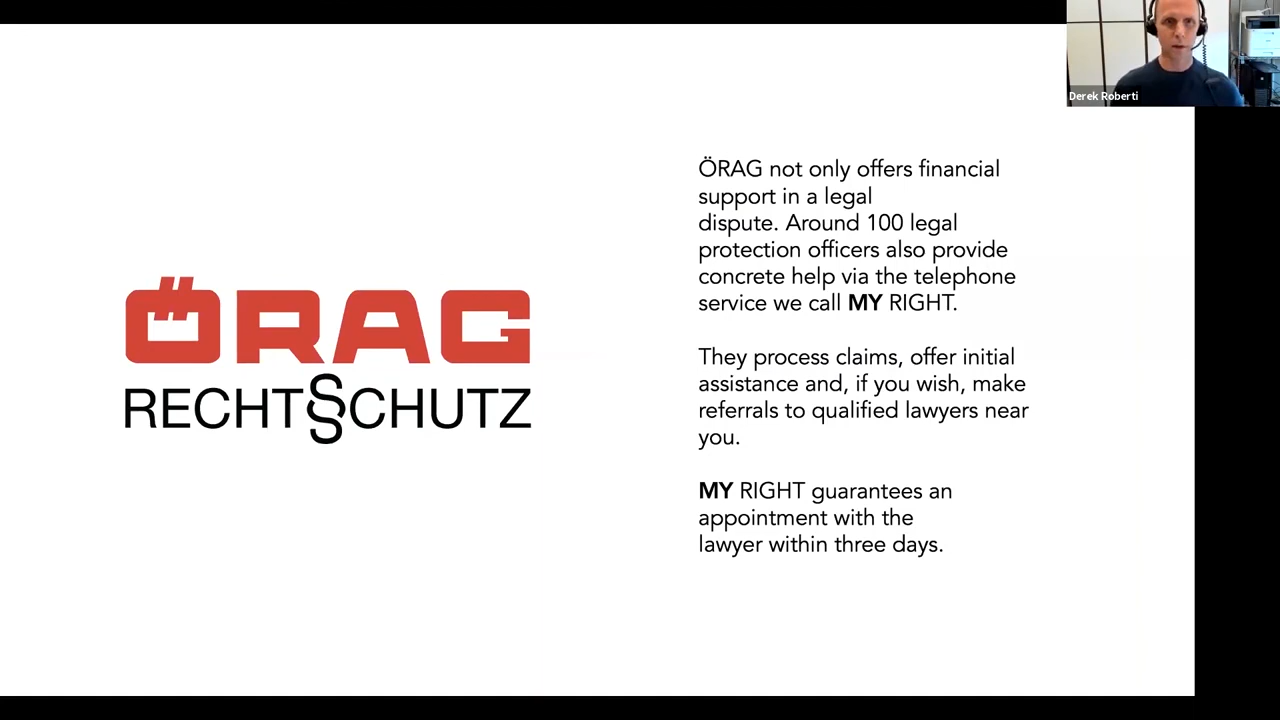 Derek Roberti
ÖRAG
RECHT§CHUTZ
ÖRAG not only offers financial
support in a legal
dispute. Around 100 legal
protection officers also provide
concrete help via the telephone
service we call MY RIGHT.
They process claims, offer initial
assistance and, if you wish, make
referrals to qualified lawyers near
you.
MY RIGHT guarantees an
appointment with the
lawyer within three days.